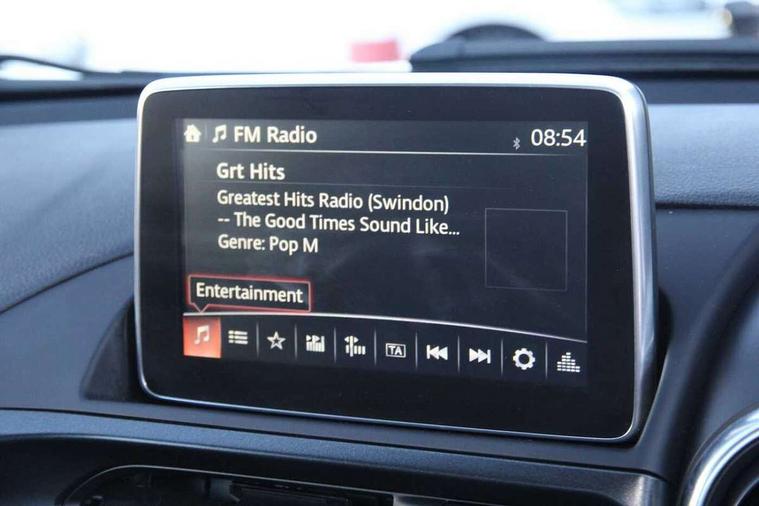 FM Radio
08:54
Grt Hits
Greatest Hits Radio (Swindon)
-- The Good Times Sound Like...
Genre: Pop M
Entertainment
TA